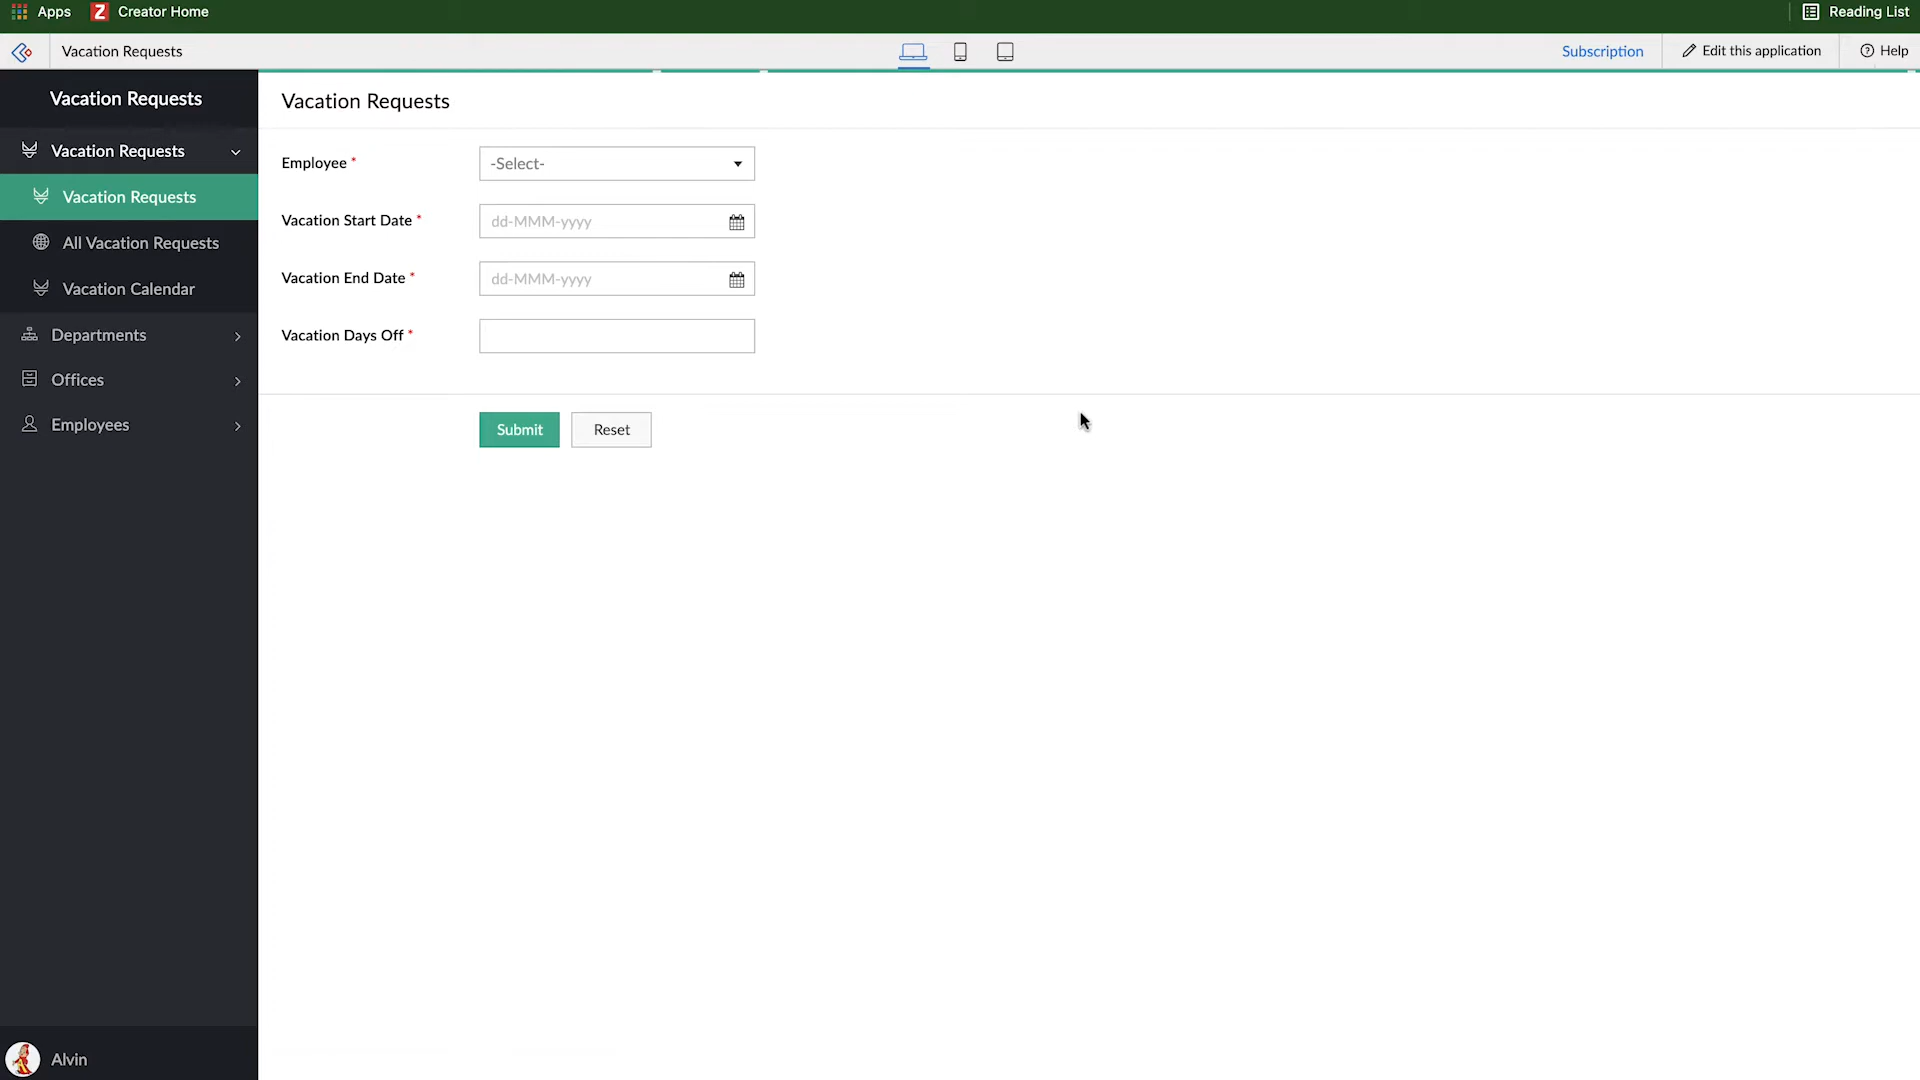 Apps Z Creator Home Reading List
Vacation Requests Subscription Edit this application Help
Vacation Requests
Vacation Requests
Vacation Requests
All Vacation Requests
Vacation Calendar
Departments
Offices
Employees
Alvin
Vacation Requests
Employee * -Select-
Vacation Start Date * dd-MMM-yyyy
Vacation End Date * dd-MMM-yyyy
Vacation Days Off *
Submit Reset